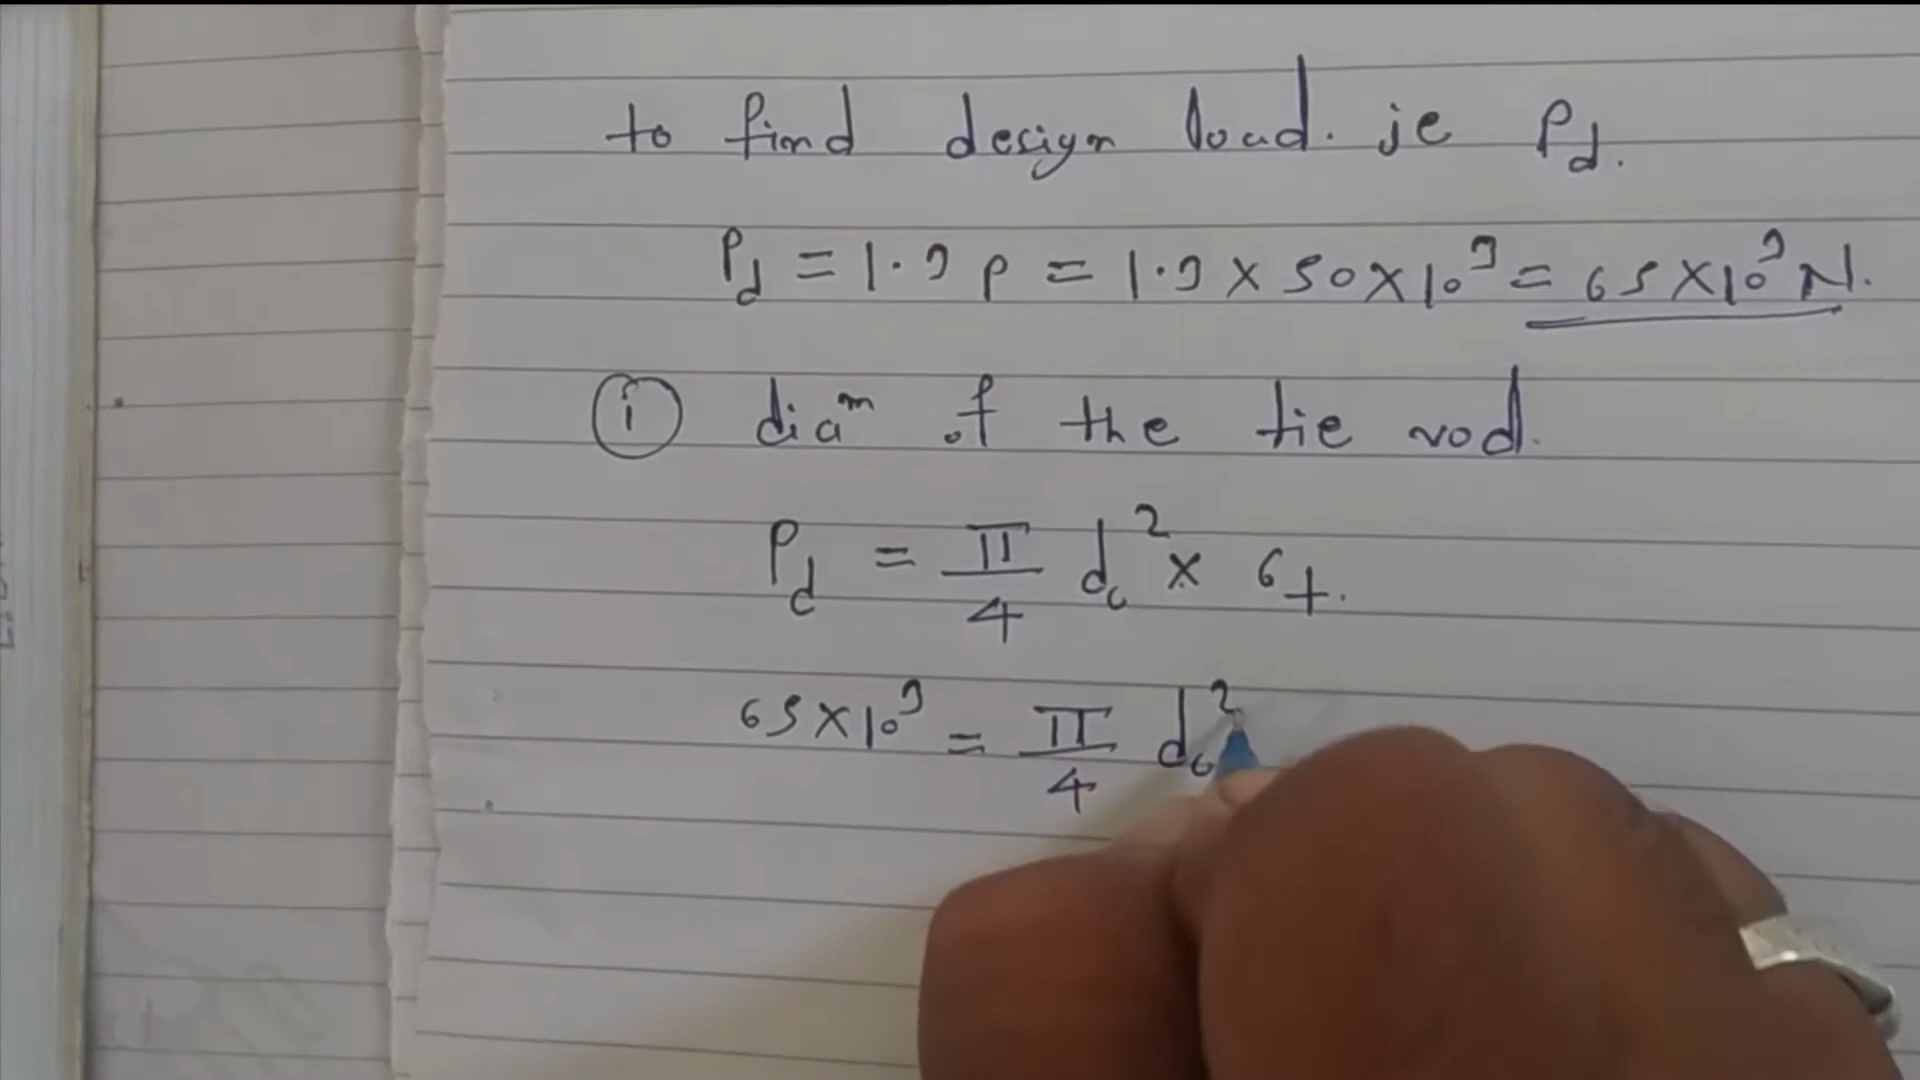 to find design load. ie Pd.
Pd = 1.3 P = 1.3 × 50 × 10³ = 65 × 10³ N.
(i) diaᵐ of the tie rod.
Pd = π/4 dc² × σt.
65 × 10³ = π/4 dc²